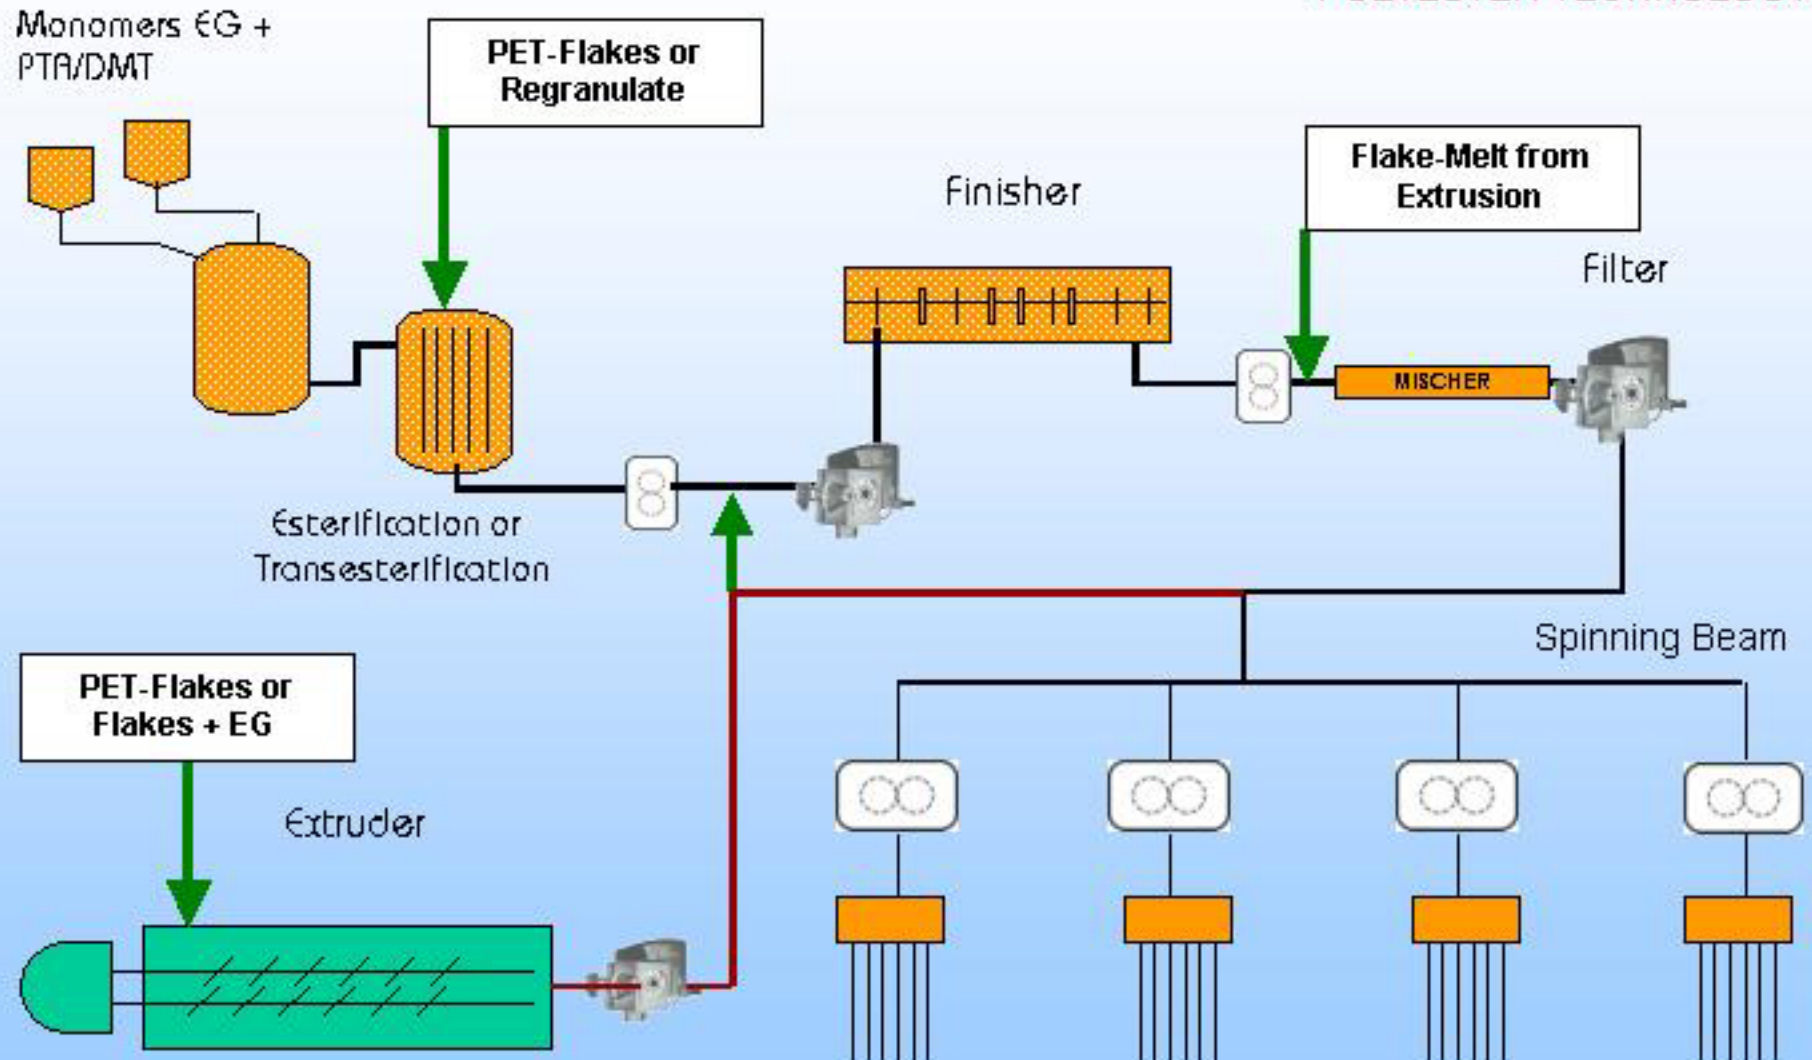 Monomers EG +
PTA/DMT
PET-Flakes or
Regranulate
Finisher
Flake-Melt from
Extrusion
Filter
MISCHER
Esterification or
Transesterification
Spinning Beam
PET-Flakes or
Flakes + EG
Extruder